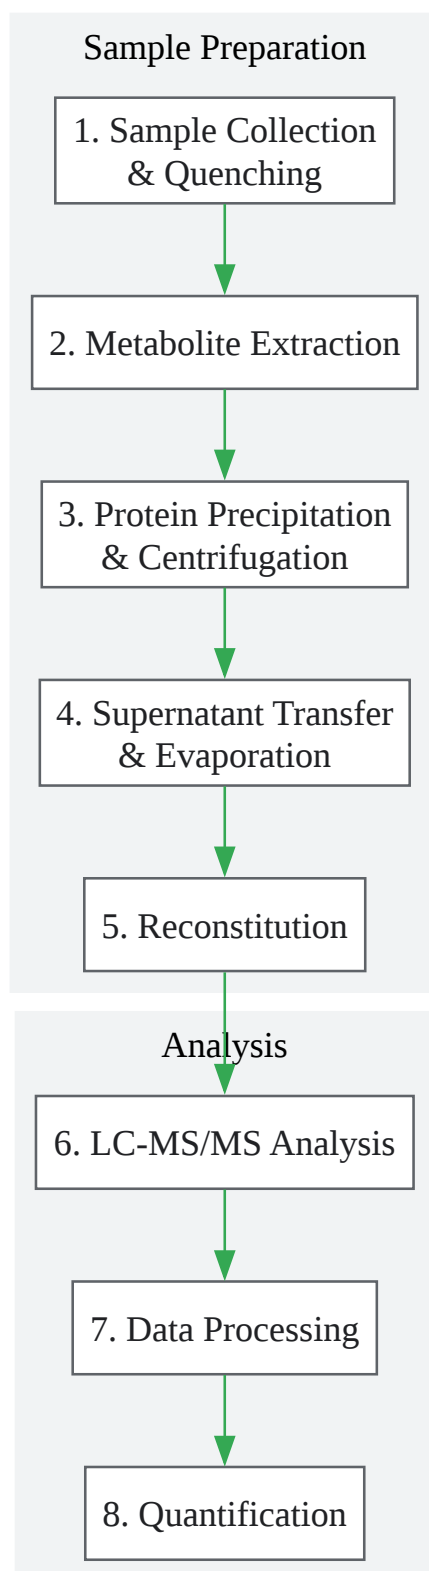 Sample Preparation
1. Sample Collection
& Quenching
2. Metabolite Extraction
3. Protein Precipitation
& Centrifugation
4. Supernatant Transfer
& Evaporation
5. Reconstitution
Analysis
6. LC-MS/MS Analysis
7. Data Processing
8. Quantification